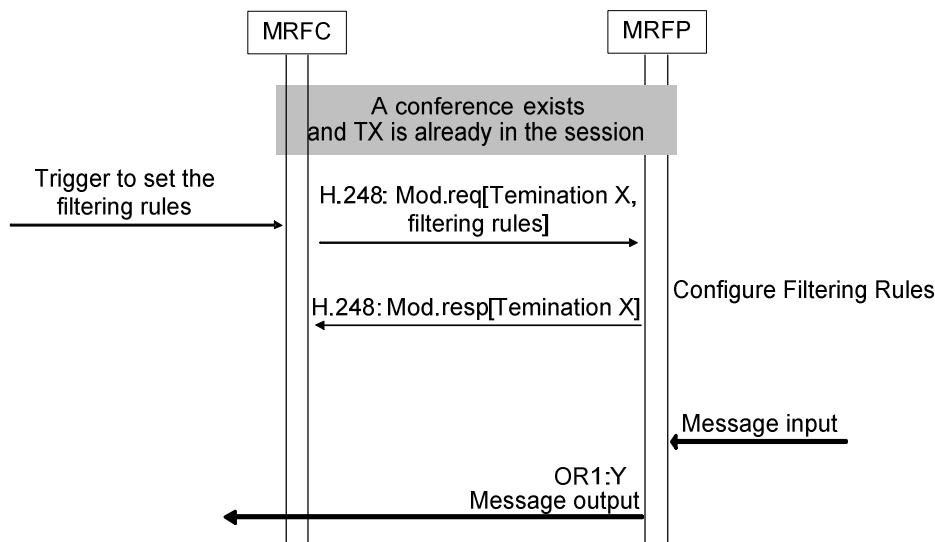 MRFC
MRFP
A conference exists
and TX is already in the session
Trigger to set the
filtering rules
H.248: Mod.req[Temination X,
filtering rules]
Configure Filtering Rules
H.248: Mod.resp[Temination X]
Message input
OR1:Y
Message output